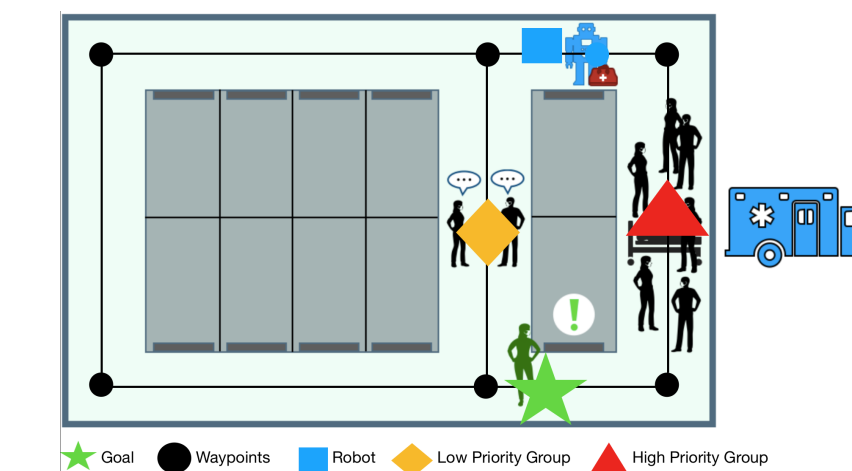 ...
...
!
Goal
Waypoints
Robot
Low Priority Group
High Priority Group